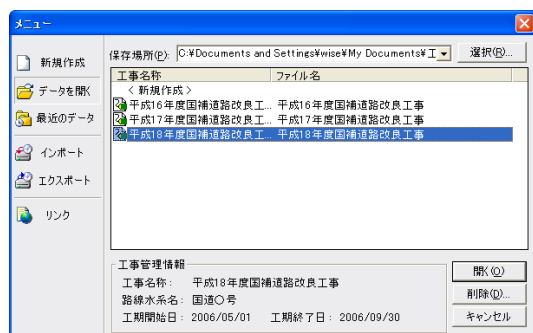 メニュー
新規作成
データを開く
最近のデータ
インポート
エクスポート
リンク
保存場所(P): C:¥Documents and Settings¥wise¥My Documents¥工 選択(R)...
工事名称 ファイル名
<新規作成>
平成16年度国補道路改良工... 平成16年度国補道路改良工事
平成17年度国補道路改良工... 平成17年度国補道路改良工事
平成18年度国補道路改良工... 平成18年度国補道路改良工事
工事管理情報
工事名称: 平成18年度国補道路改良工事
路線水系名: 国道〇号
工期開始日: 2006/05/01 工期終了日: 2006/09/30
開く(O)
削除(D)...
キャンセル